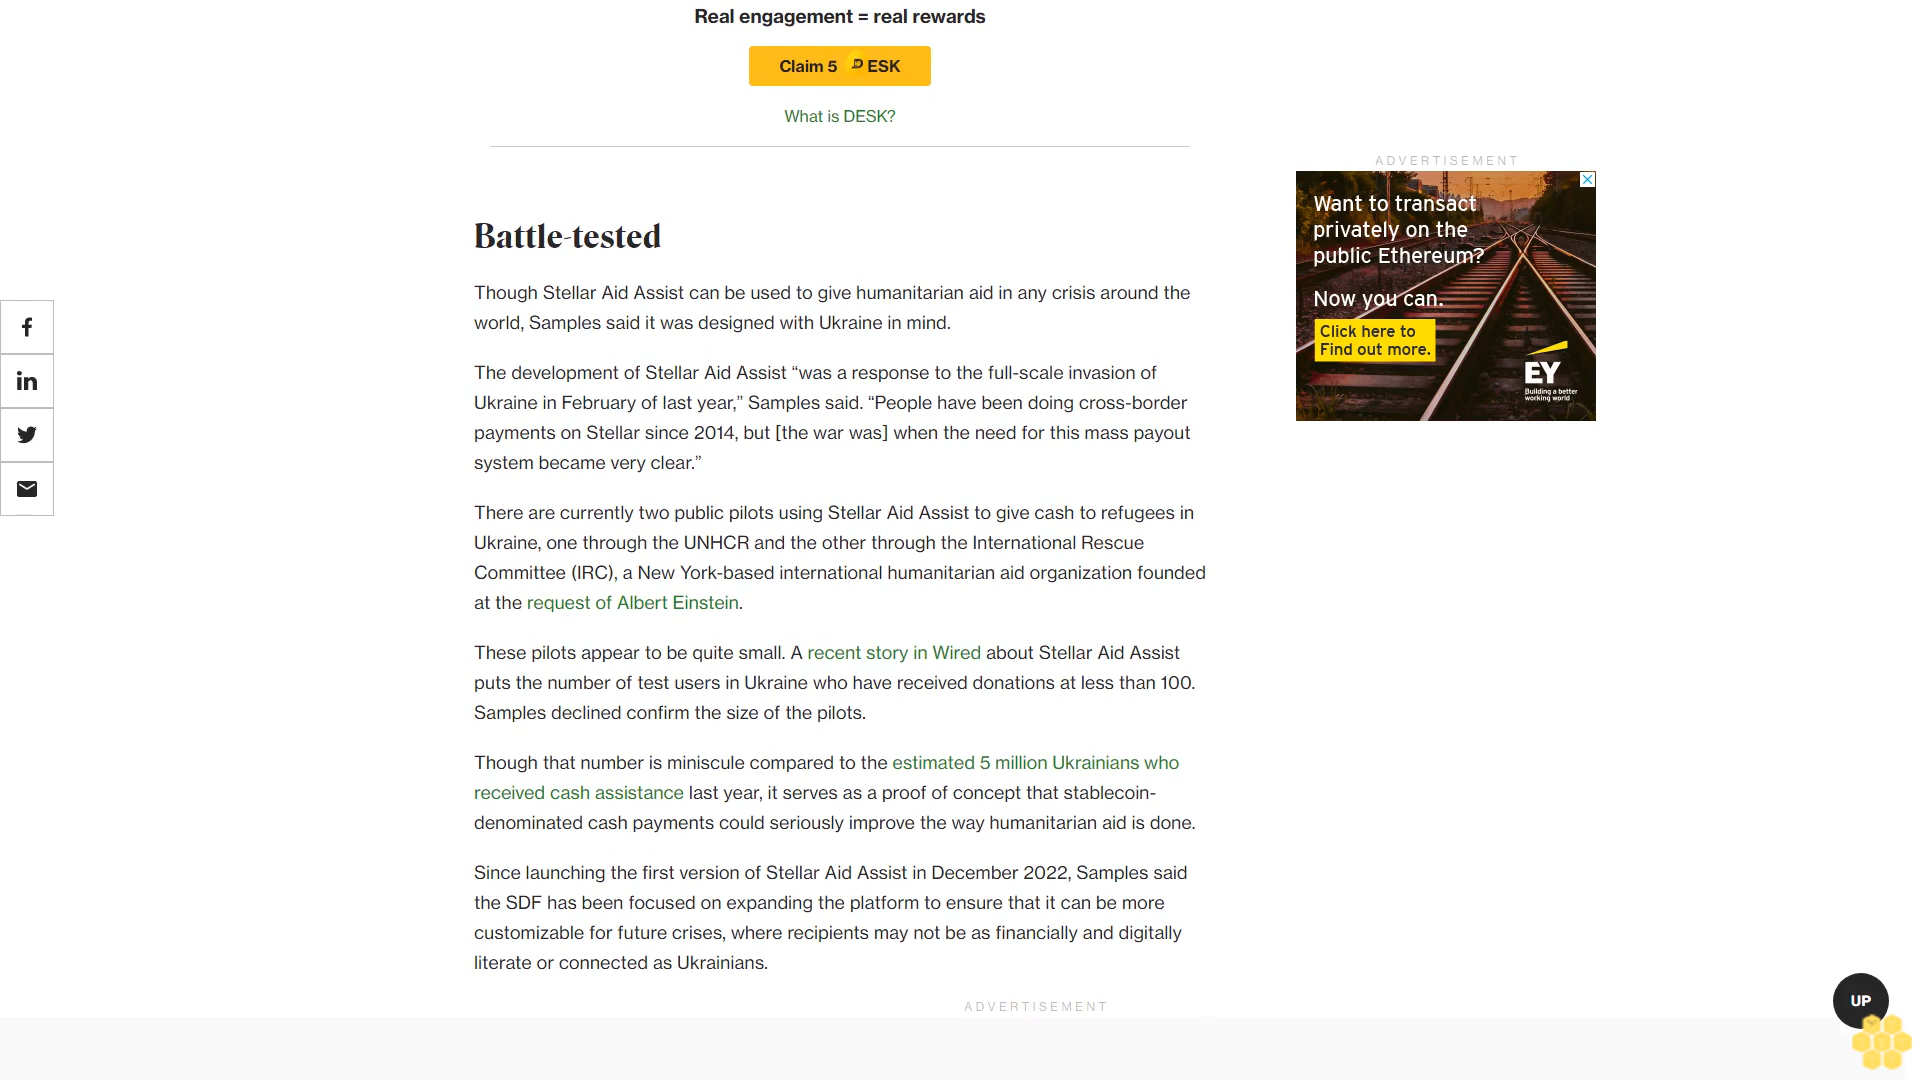 Real engagement = real rewards
Claim 5 DESK
What is DESK?
ADVERTISEMENT
Want to transact
privately on the
public Ethereum?
Now you can.
Click here to
Find out more.
EY
Building a better
working world
Battle-tested
Though Stellar Aid Assist can be used to give humanitarian aid in any crisis around the
world, Samples said it was designed with Ukraine in mind.
The development of Stellar Aid Assist “was a response to the full-scale invasion of
Ukraine in February of last year,” Samples said. “People have been doing cross-border
payments on Stellar since 2014, but [the war was] when the need for this mass payout
system became very clear.”
There are currently two public pilots using Stellar Aid Assist to give cash to refugees in
Ukraine, one through the UNHCR and the other through the International Rescue
Committee (IRC), a New York-based international humanitarian aid organization founded
at the request of Albert Einstein.
These pilots appear to be quite small. A recent story in Wired about Stellar Aid Assist
puts the number of test users in Ukraine who have received donations at less than 100.
Samples declined confirm the size of the pilots.
Though that number is miniscule compared to the estimated 5 million Ukrainians who
received cash assistance last year, it serves as a proof of concept that stablecoin-
denominated cash payments could seriously improve the way humanitarian aid is done.
Since launching the first version of Stellar Aid Assist in December 2022, Samples said
the SDF has been focused on expanding the platform to ensure that it can be more
customizable for future crises, where recipients may not be as financially and digitally
literate or connected as Ukrainians.
ADVERTISEMENT
UP